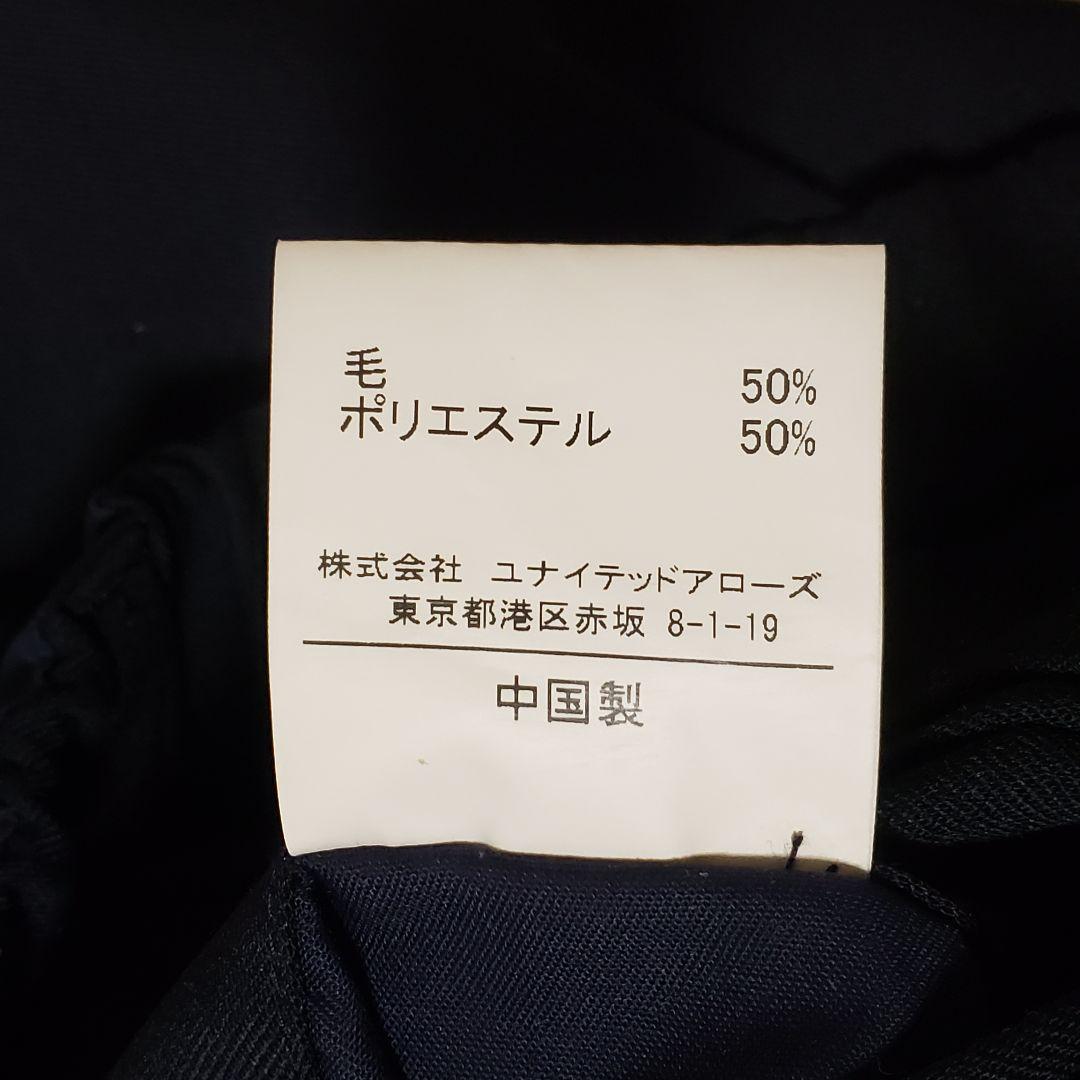 毛 50%
ポリエステル 50%
株式会社 ユナイテッドアローズ
東京都港区赤坂 8-1-19
中国製